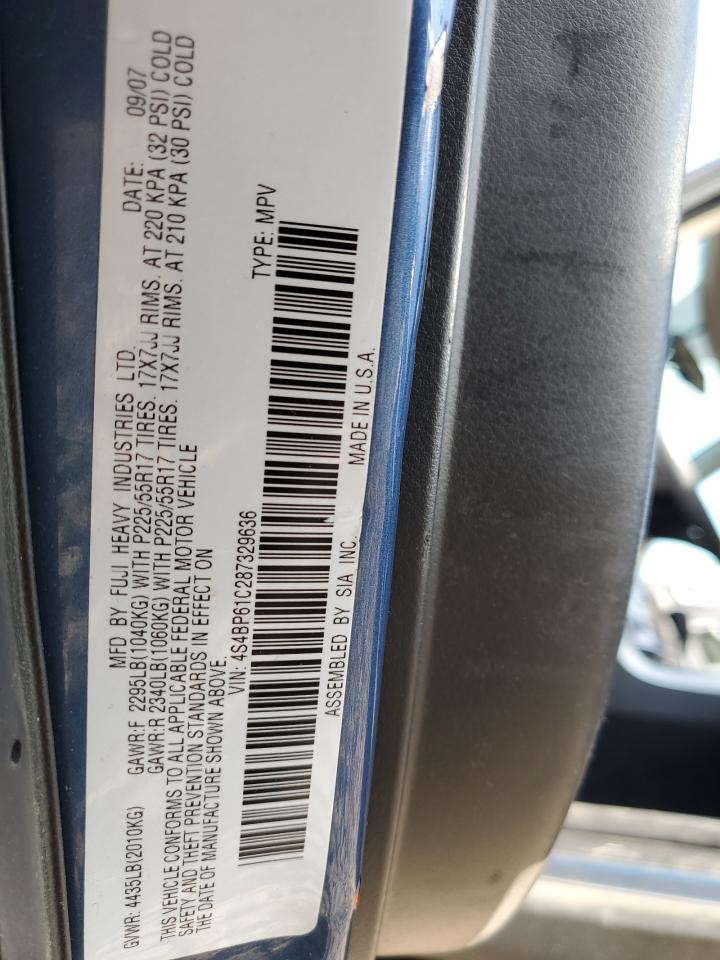 MFD BY FUJI HEAVY INDUSTRIES LTD. DATE: 09/07
GVWR: 4435LB(2010KG) GAWR:F 2295LB(1040KG) WITH P225/55R17 TIRES. 17X7JJ RIMS. AT 220 KPA (32 PSI) COLD
GAWR:R 2340LB(1060KG) WITH P225/55R17 TIRES. 17X7JJ RIMS. AT 210 KPA (30 PSI) COLD
THIS VEHICLE CONFORMS TO ALL APPLICABLE FEDERAL MOTOR VEHICLE
SAFETY AND THEFT PREVENTION STANDARDS IN EFFECT ON
THE DATE OF MANUFACTURE SHOWN ABOVE.
VIN: 4S4BP61C287329636 TYPE: MPV
ASSEMBLED BY SIA INC. MADE IN U.S.A.